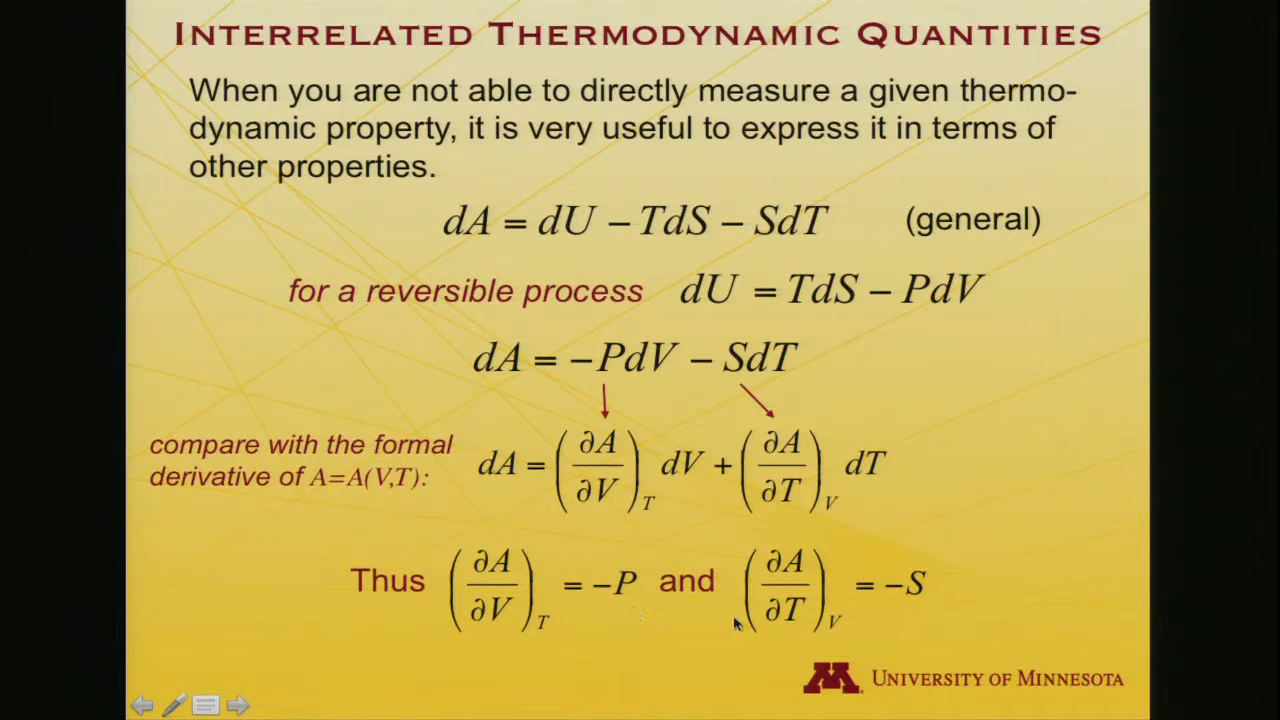 INTERRELATED THERMODYNAMIC QUANTITIES
When you are not able to directly measure a given thermo-
dynamic property, it is very useful to express it in terms of
other properties.
dA = dU − TdS − SdT (general)
for a reversible process dU = TdS − PdV
dA = −PdV − SdT
compare with the formal
derivative of A=A(V,T):
dA = (∂A/∂V)_T dV + (∂A/∂T)_V dT
Thus (∂A/∂V)_T = −P and (∂A/∂T)_V = −S
M UNIVERSITY OF MINNESOTA